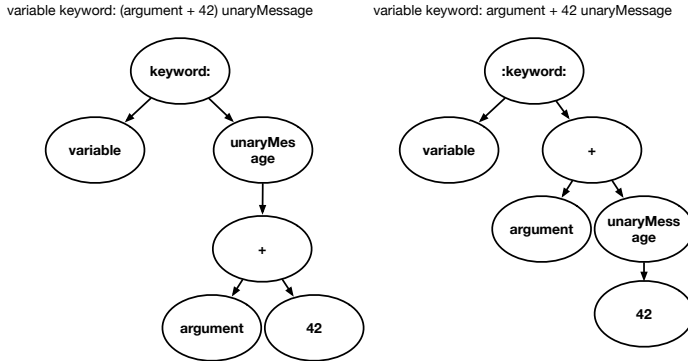 variable keyword: (argument + 42) unaryMessage
variable keyword: argument + 42 unaryMessage
keyword:
variable
unaryMes
age
+
argument
42
:keyword:
variable
+
argument
unaryMess
age
42